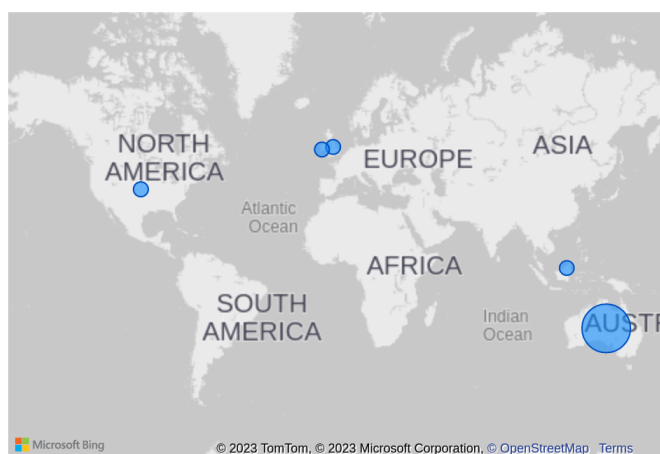 NORTH
AMERICA
EUROPE
ASIA
Atlantic
Ocean
AFRICA
SOUTH
AMERICA
Indian
Ocean
AUSTR
Microsoft Bing
© 2023 TomTom, © 2023 Microsoft Corporation, © OpenStreetMap Terms